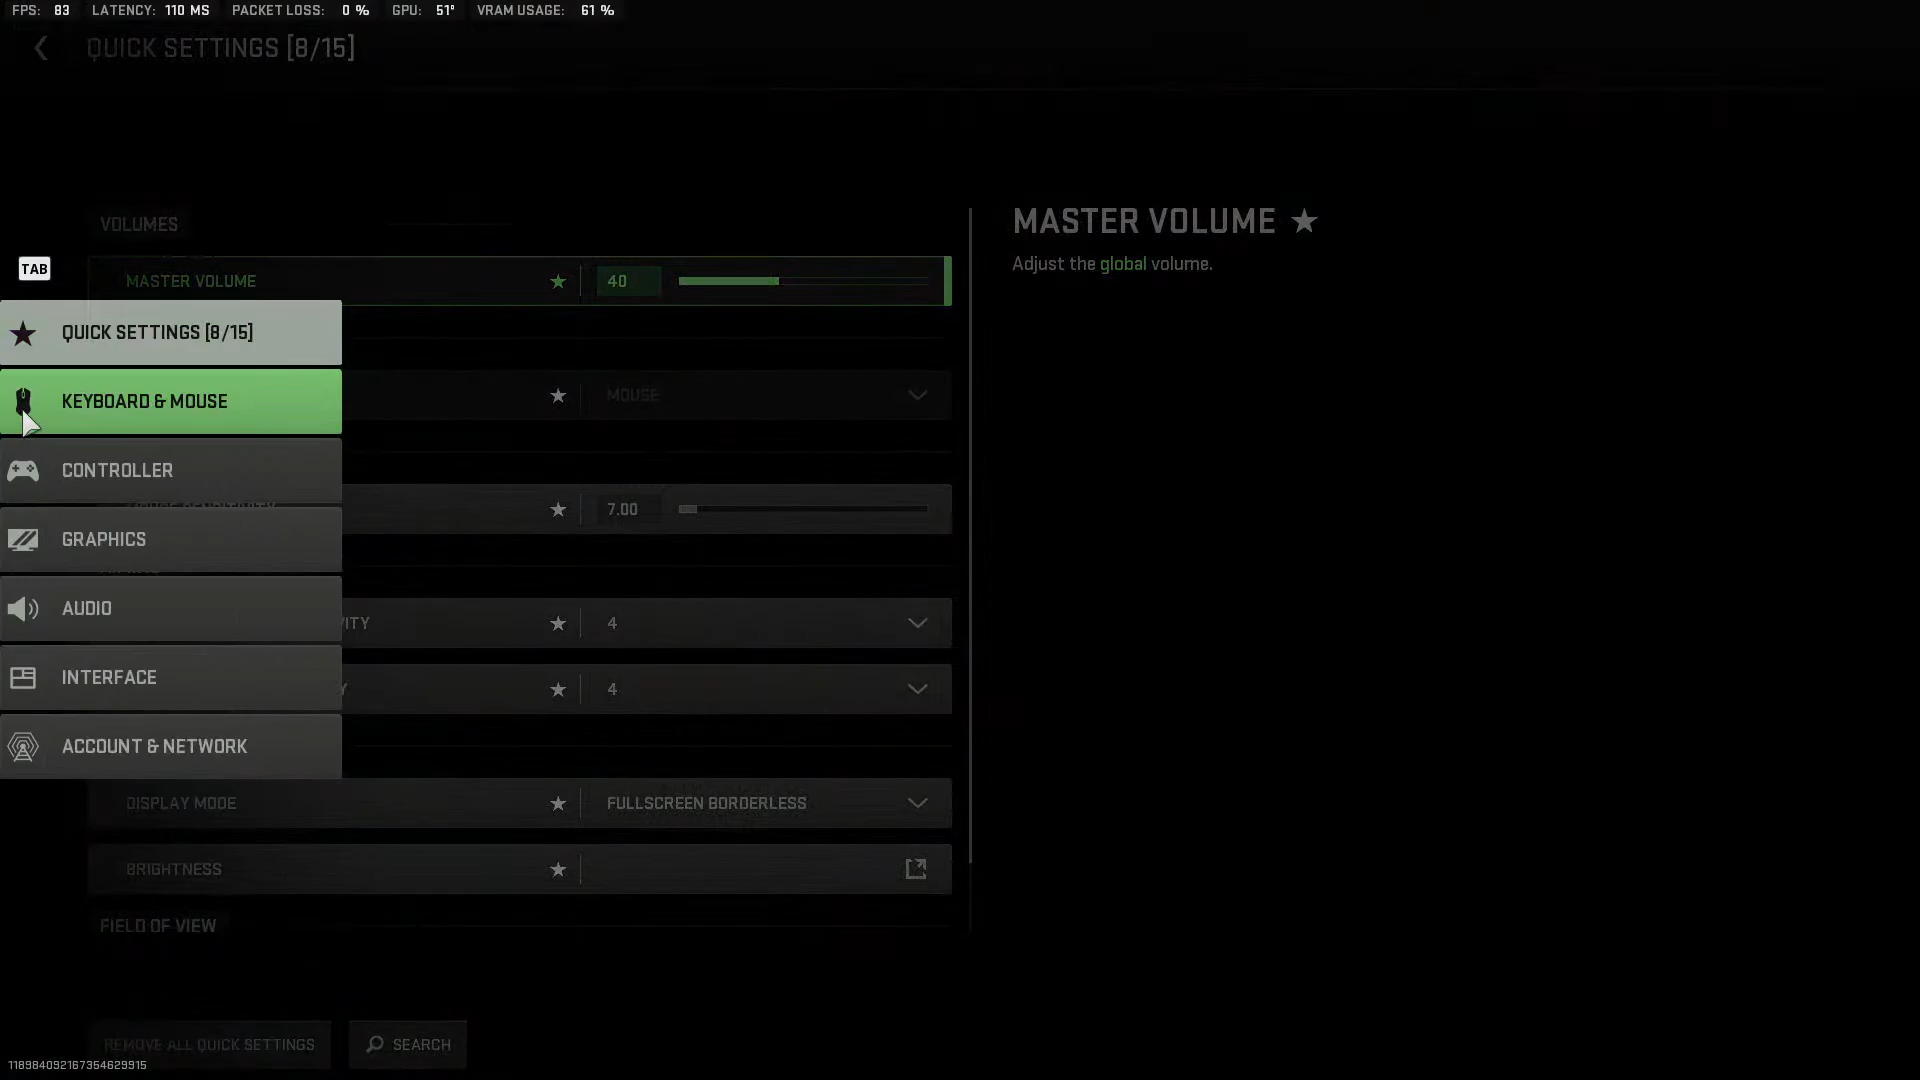 FPS: 83 LATENCY: 110 MS PACKET LOSS: 0 % GPU: 51° VRAM USAGE: 61 %
QUICK SETTINGS [8/15]
VOLUMES
TAB
MASTER VOLUME 40
QUICK SETTINGS [8/15]
KEYBOARD & MOUSE
MOUSE
CONTROLLER
7.00
GRAPHICS
AUDIO
4
INTERFACE
4
ACCOUNT & NETWORK
DISPLAY MODE FULLSCREEN BORDERLESS
BRIGHTNESS
FIELD OF VIEW
REMOVE ALL QUICK SETTINGS SEARCH
118984092167354629915
MASTER VOLUME
Adjust the global volume.